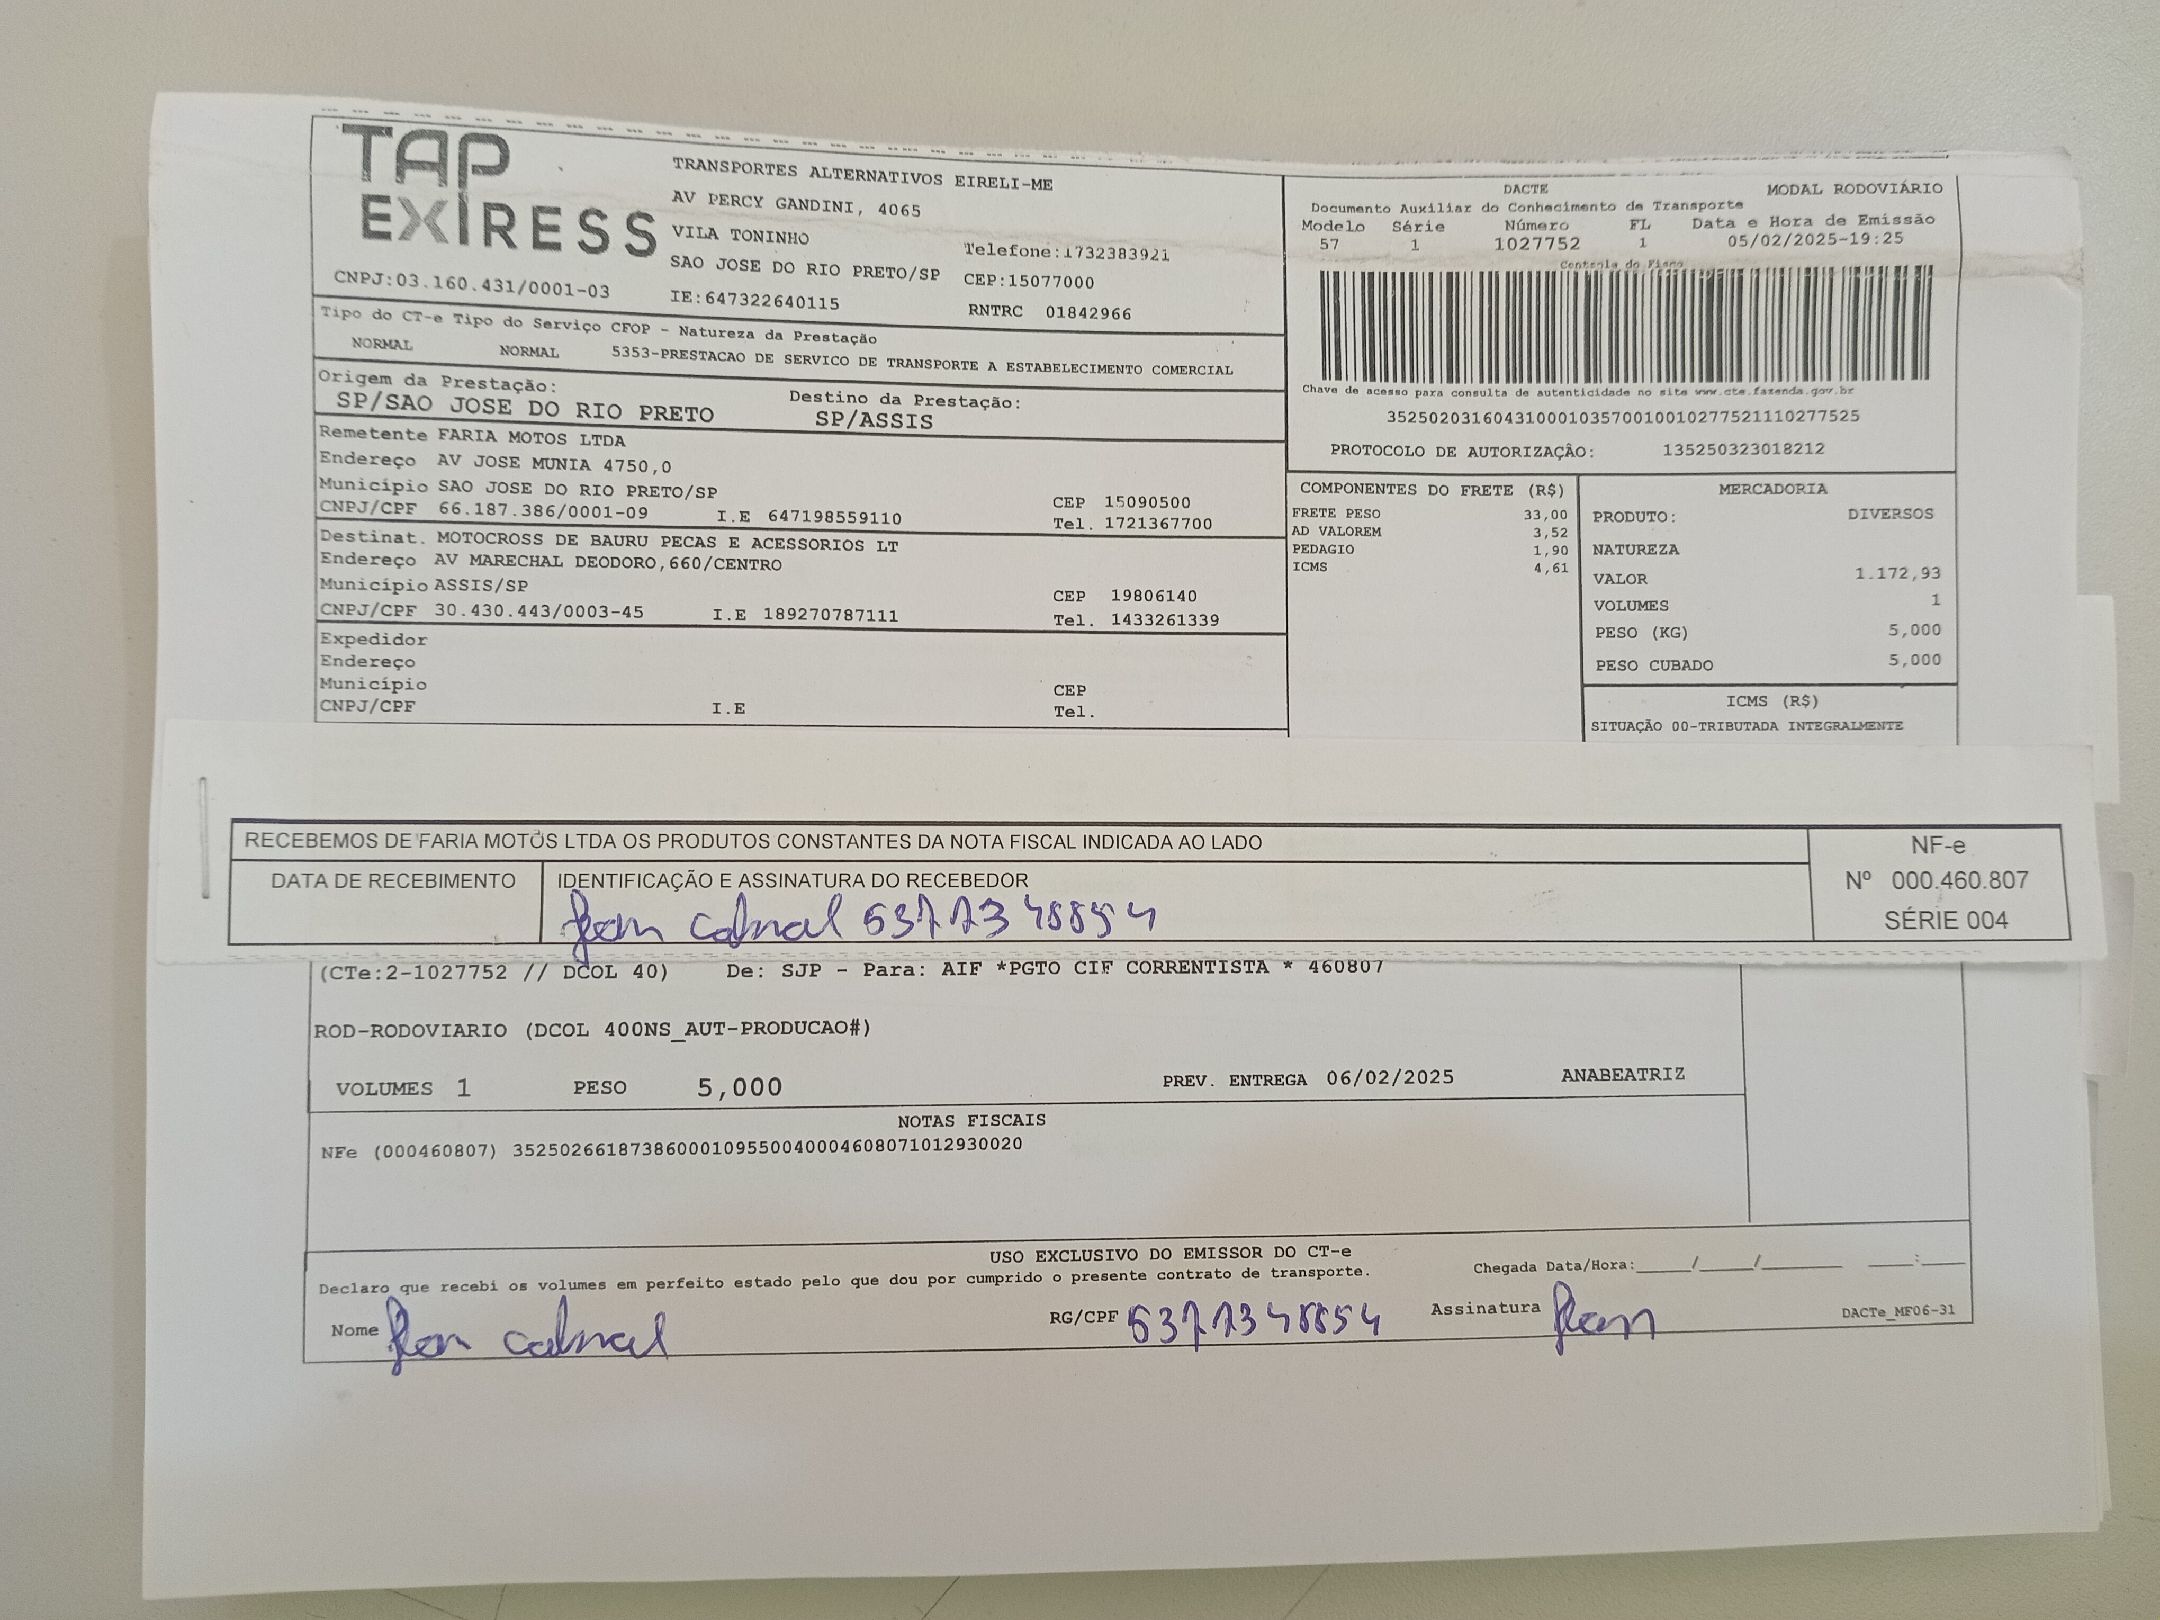 TAP
EXIRESS
TRANSPORTES ALTERNATIVOS EIRELI-ME
AV PERCY GANDINI, 4065
VILA TONINHO
Telefone:1732383921
SAO JOSE DO RIO PRETO/SP CEP:15077000
CNPJ:03.160.431/0001-03 IE:647322640115 RNTRC 01842966
DACTE MODAL RODOVIÁRIO
Documento Auxiliar do Conhecimento de Transporte
Modelo Série Número FL Data e Hora de Emissão
57 1 1027752 1 05/02/2025-19:25
Controle do Fisco
Chave de acesso para consulta de autenticidade no site www.cte.fazenda.gov.br
35250203160431000103570010010277521110277525
PROTOCOLO DE AUTORIZAÇÂO: 135250323018212
Tipo do CT-e Tipo do Serviço CFOP - Natureza da Prestação
NORMAL NORMAL 5353-PRESTACAO DE SERVICO DE TRANSPORTE A ESTABELECIMENTO COMERCIAL
Origem da Prestação: Destino da Prestação:
SP/SAO JOSE DO RIO PRETO SP/ASSIS
Remetente FARIA MOTOS LTDA
Endereço AV JOSE MUNIA 4750,0
Município SAO JOSE DO RIO PRETO/SP CEP 15090500
CNPJ/CPF 66.187.386/0001-09 I.E 647198559110 Tel. 1721367700
Destinat. MOTOCROSS DE BAURU PECAS E ACESSORIOS LT
Endereço AV MARECHAL DEODORO,660/CENTRO
Município ASSIS/SP CEP 19806140
CNPJ/CPF 30.430.443/0003-45 I.E 189270787111 Tel. 1433261339
Expedidor
Endereço
Município CEP
CNPJ/CPF I.E Tel.
COMPONENTES DO FRETE (R$)
FRETE PESO 33,00
AD VALOREM 3,52
PEDAGIO 1,90
ICMS 4,61
MERCADORIA
PRODUTO: DIVERSOS
NATUREZA
VALOR 1.172,93
VOLUMES 1
PESO (KG) 5,000
PESO CUBADO 5,000
ICMS (R$)
SITUAÇÃO 00-TRIBUTADA INTEGRALMENTE
RECEBEMOS DE FARIA MOTOS LTDA OS PRODUTOS CONSTANTES DA NOTA FISCAL INDICADA AO LADO
DATA DE RECEBIMENTO IDENTIFICAÇÃO E ASSINATURA DO RECEBEDOR
Jean Cabral
NF-e
Nº 000.460.807
SÉRIE 004
(CTe:2-1027752 // DCOL 40) De: SJP - Para: AIF *PGTO CIF CORRENTISTA * 460807
ROD-RODOVIARIO (DCOL 400NS_AUT-PRODUCAO#)
VOLUMES 1 PESO 5,000 PREV. ENTREGA 06/02/2025 ANABEATRIZ
NOTAS FISCAIS
NFe (000460807) 35250266187386000109550040004608071012930020
USO EXCLUSIVO DO EMISSOR DO CT-e
Declaro que recebi os volumes em perfeito estado pelo que dou por cumprido o presente contrato de transporte. Chegada Data/Hora:_____/_____/________ ____:____
Nome Jean Cabral RG/CPF Assinatura Jean DACTe_MF06-31